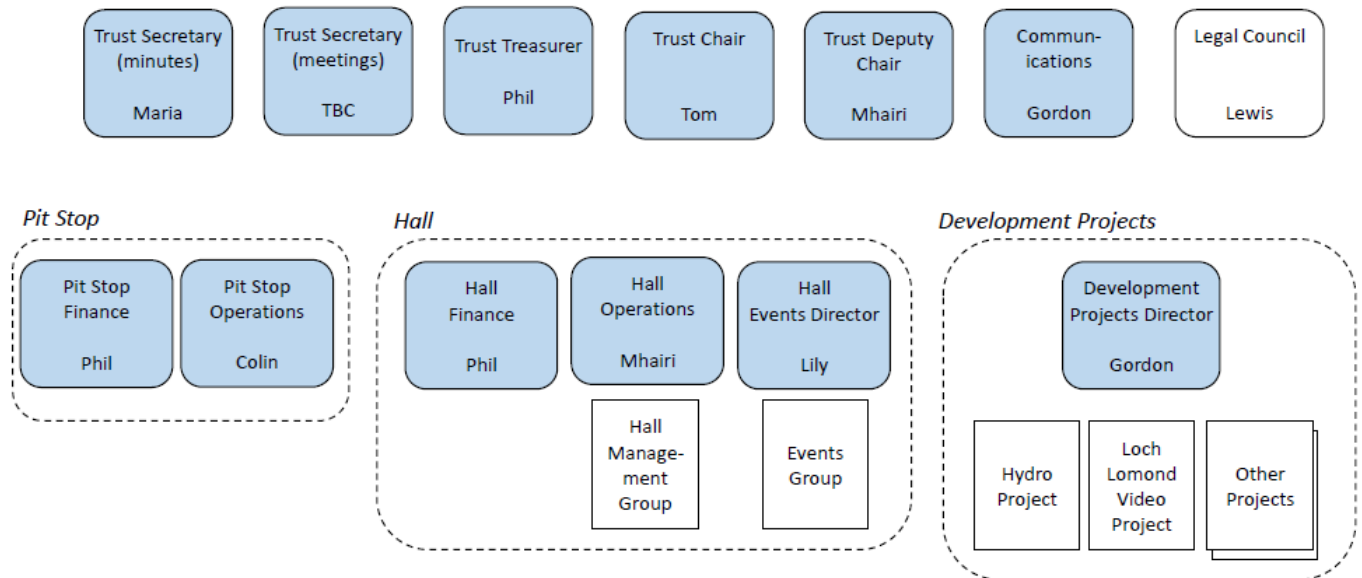 Trust Secretary
(minutes)
Maria
Trust Secretary
(meetings)
TBC
Trust Treasurer
Phil
Trust Chair
Tom
Trust Deputy
Chair
Mhairi
Commun-
ications
Gordon
Legal Council
Lewis
Pit Stop
Pit Stop
Finance
Phil
Pit Stop
Operations
Colin
Hall
Hall
Finance
Phil
Hall
Operations
Mhairi
Hall
Events Director
Lily
Hall
Manage-
ment
Group
Events
Group
Development Projects
Development
Projects Director
Gordon
Hydro
Project
Loch
Lomond
Video
Project
Other
Projects